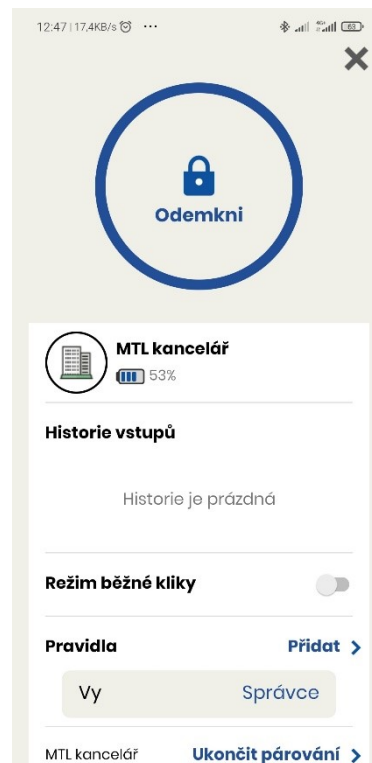 12:47 | 17,4KB/s ···
4G+ 63
Odemkni
MTL kancelář
53%
Historie vstupů
Historie je prázdná
Režim běžné kliky
Pravidla Přidat
Vy Správce
MTL kancelář Ukončit párování